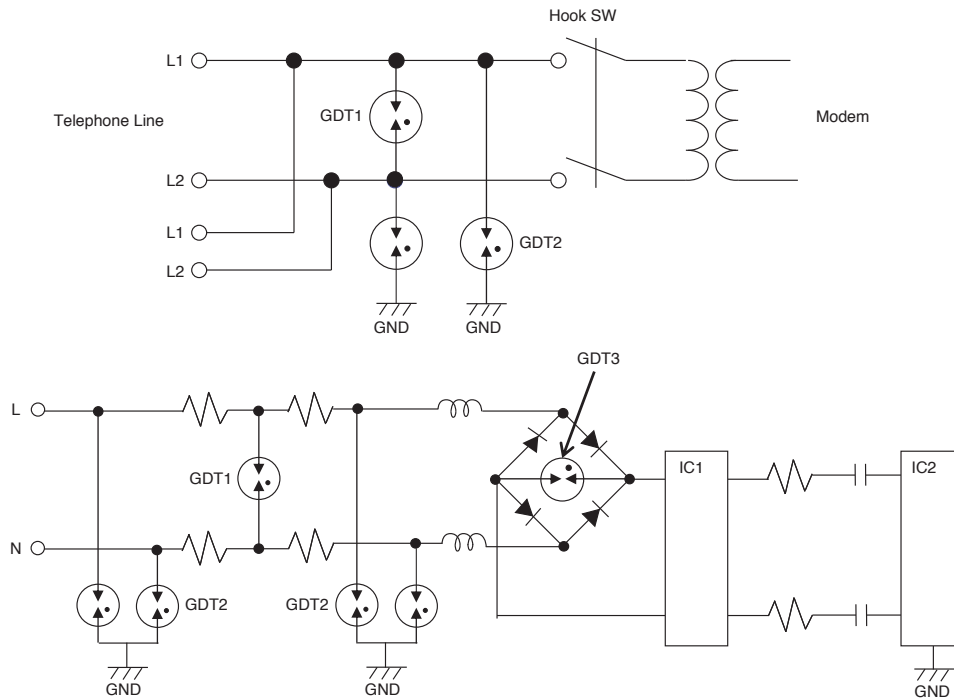 Hook SW
L1
GDT1
Telephone Line
Modem
L2
L1
GDT2
L2
GND
GND
GDT3
L
GDT1
IC1
IC2
N
GDT2
GDT2
GND
GND
GND